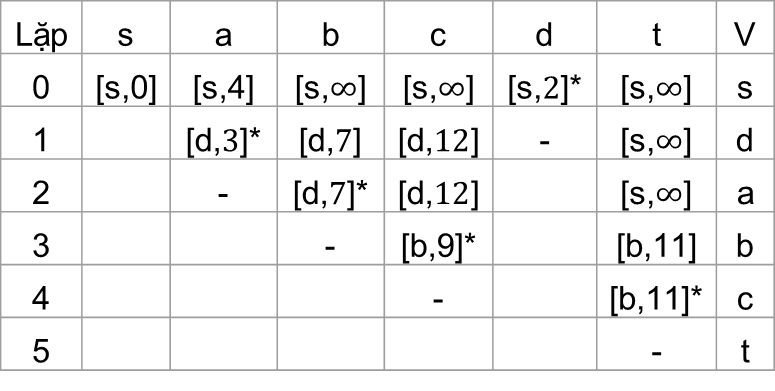 Lặp s a b c d t V
0 [s,0] [s,4] [s,∞] [s,∞] [s,2]* [s,∞] s
1 [d,3]* [d,7] [d,12] - [s,∞] d
2 - [d,7]* [d,12] [s,∞] a
3 - [b,9]* [b,11] b
4 - [b,11]* c
5 - t